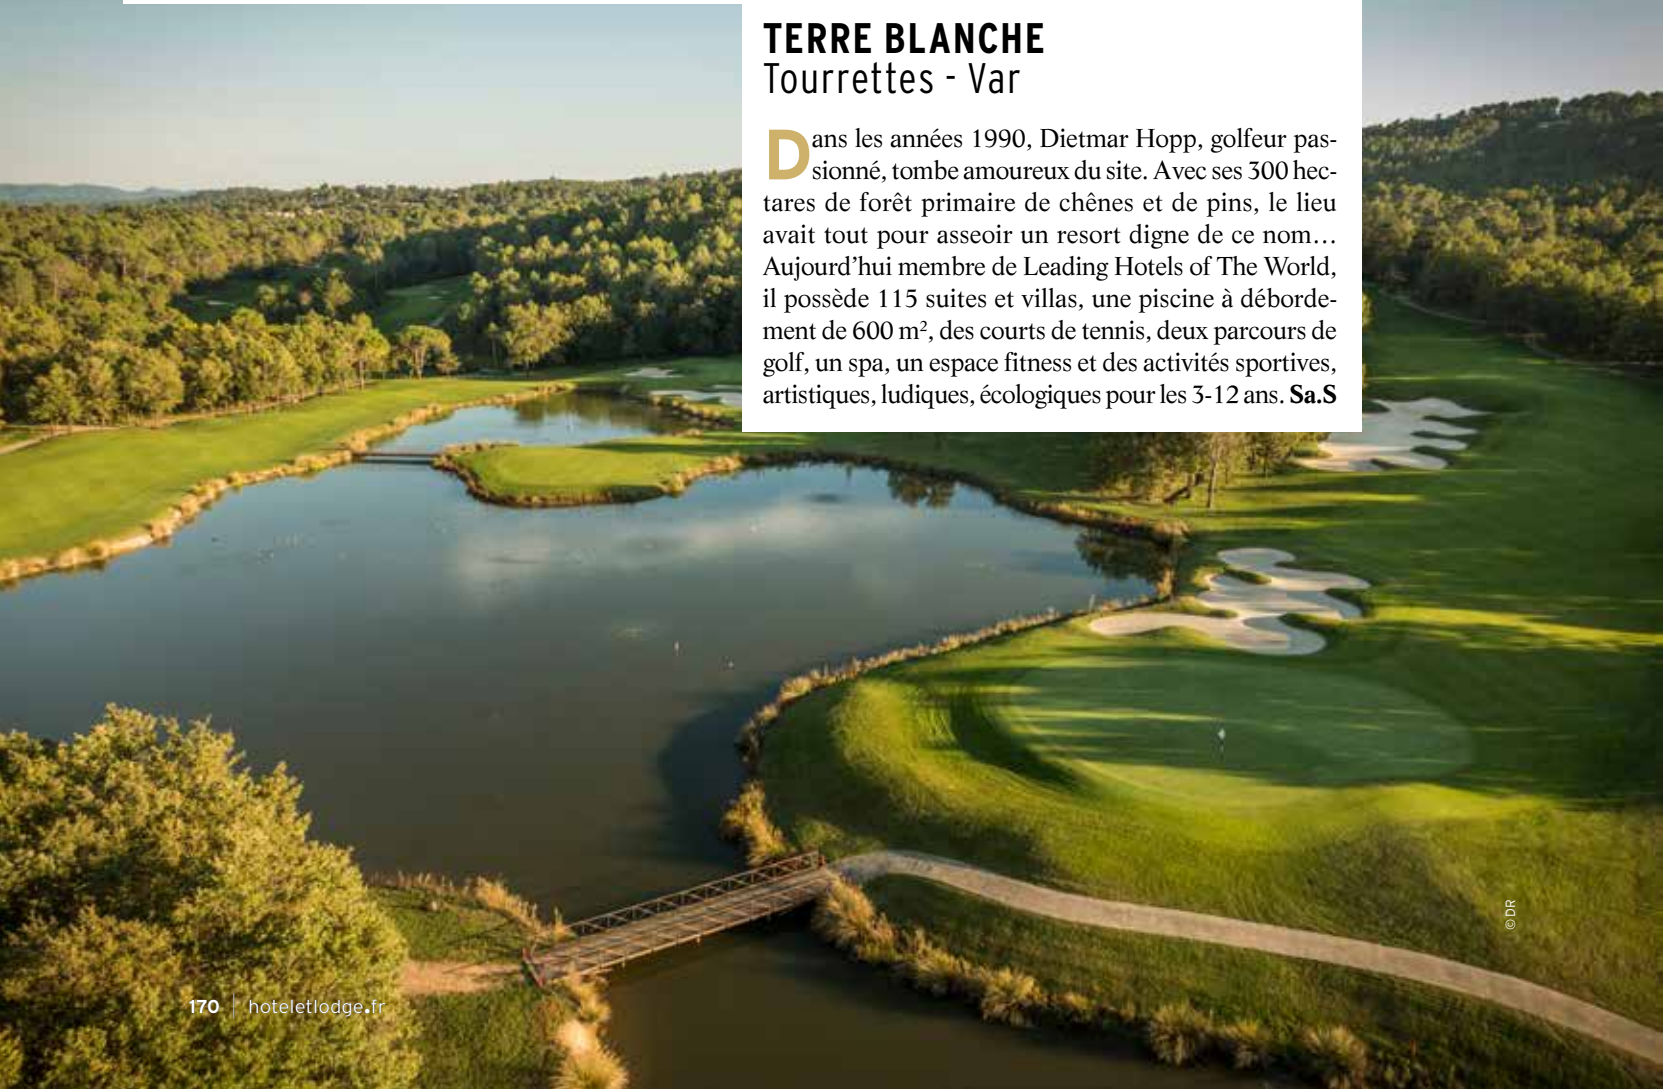 TERRE BLANCHE
Tourrettes - Var
Dans les années 1990, Dietmar Hopp, golfeur pas-
sionné, tombe amoureux du site. Avec ses 300 hec-
tares de forêt primaire de chênes et de pins, le lieu
avait tout pour asseoir un resort digne de ce nom…
Aujourd’hui membre de Leading Hotels of The World,
il possède 115 suites et villas, une piscine à déborde-
ment de 600 m², des courts de tennis, deux parcours de
golf, un spa, un espace fitness et des activités sportives,
artistiques, ludiques, écologiques pour les 3-12 ans. Sa.S
©DR
170 | hoteletlodge.fr